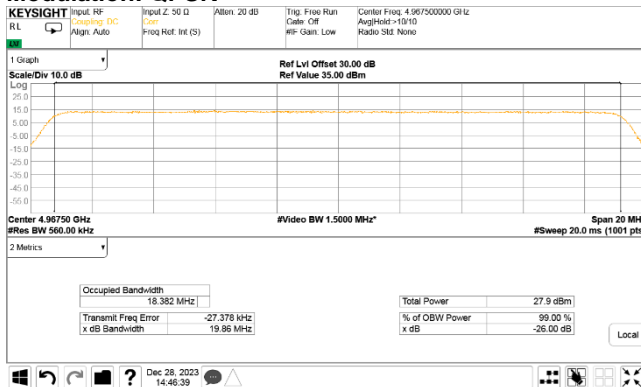 Modulation: QPSK
KEYSIGHT Input: RF Input Z: 50 Ω Atten: 20 dB Trig: Free Run Center Freq: 4.967500000 GHz
RL Coupling: DC Corr Gate: Off Avg|Hold:>10/10
Align: Auto Freq Ref: Int (S) #IF Gain: Low Radio Std: None
LXI
1 Graph
Ref Lvl Offset 30.00 dB
Scale/Div 10.0 dB Ref Value 35.00 dBm
Log
25.0
15.0
5.00
-5.00
-15.0
-25.0
-35.0
-45.0
-55.0
Center 4.96750 GHz #Video BW 1.5000 MHz* Span 20 MH
#Res BW 560.00 kHz #Sweep 20.0 ms (1001 pts
2 Metrics
Occupied Bandwidth
18.382 MHz Total Power 27.9 dBm
Transmit Freq Error -27.378 kHz % of OBW Power 99.00 %
x dB Bandwidth 19.86 MHz x dB -26.00 dB
Local
? Dec 28, 2023
14:46:39